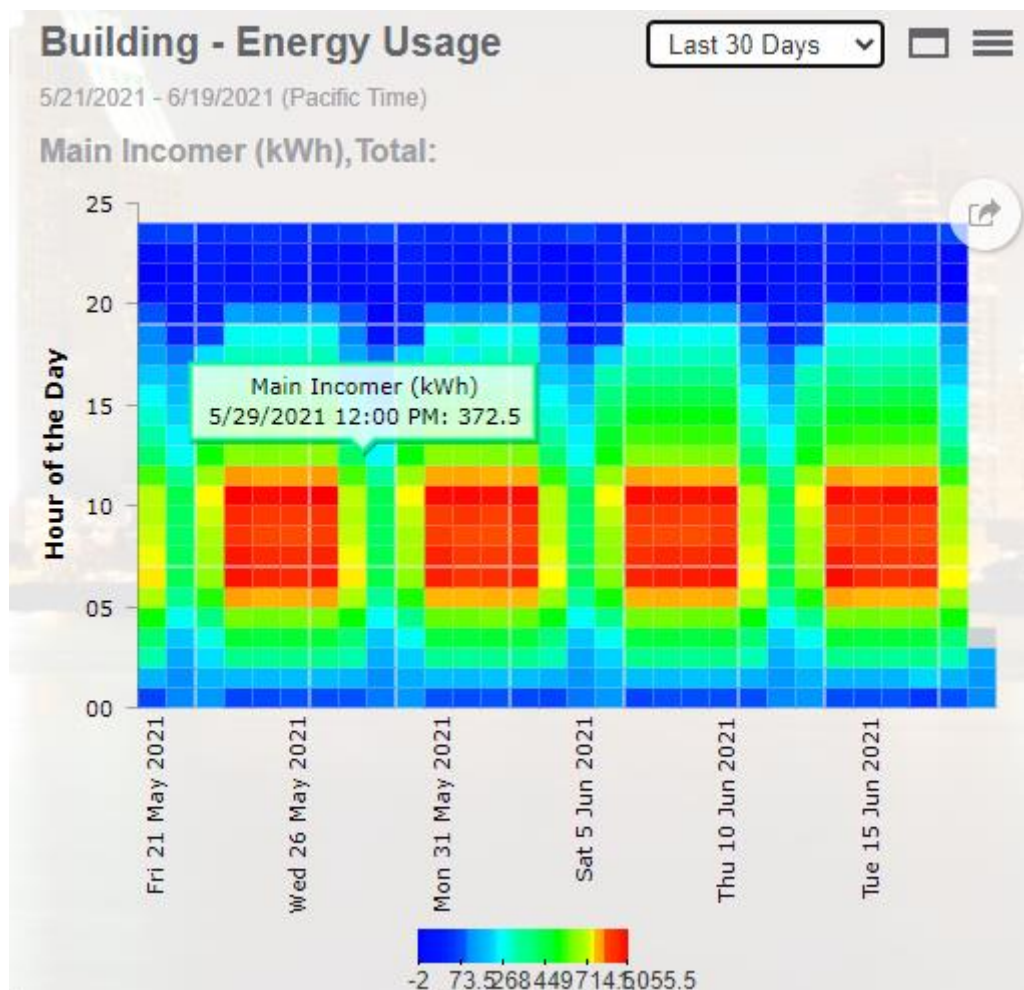 Building - Energy Usage
Last 30 Days
5/21/2021 - 6/19/2021 (Pacific Time)
Main Incomer (kWh),Total:
25
20
15
10
05
00
Hour of the Day
Main Incomer (kWh)
5/29/2021 12:00 PM: 372.5
Fri 21 May 2021
Wed 26 May 2021
Mon 31 May 2021
Sat 5 Jun 2021
Thu 10 Jun 2021
Tue 15 Jun 2021
-2 73.5 268 449 714.5 1055.5